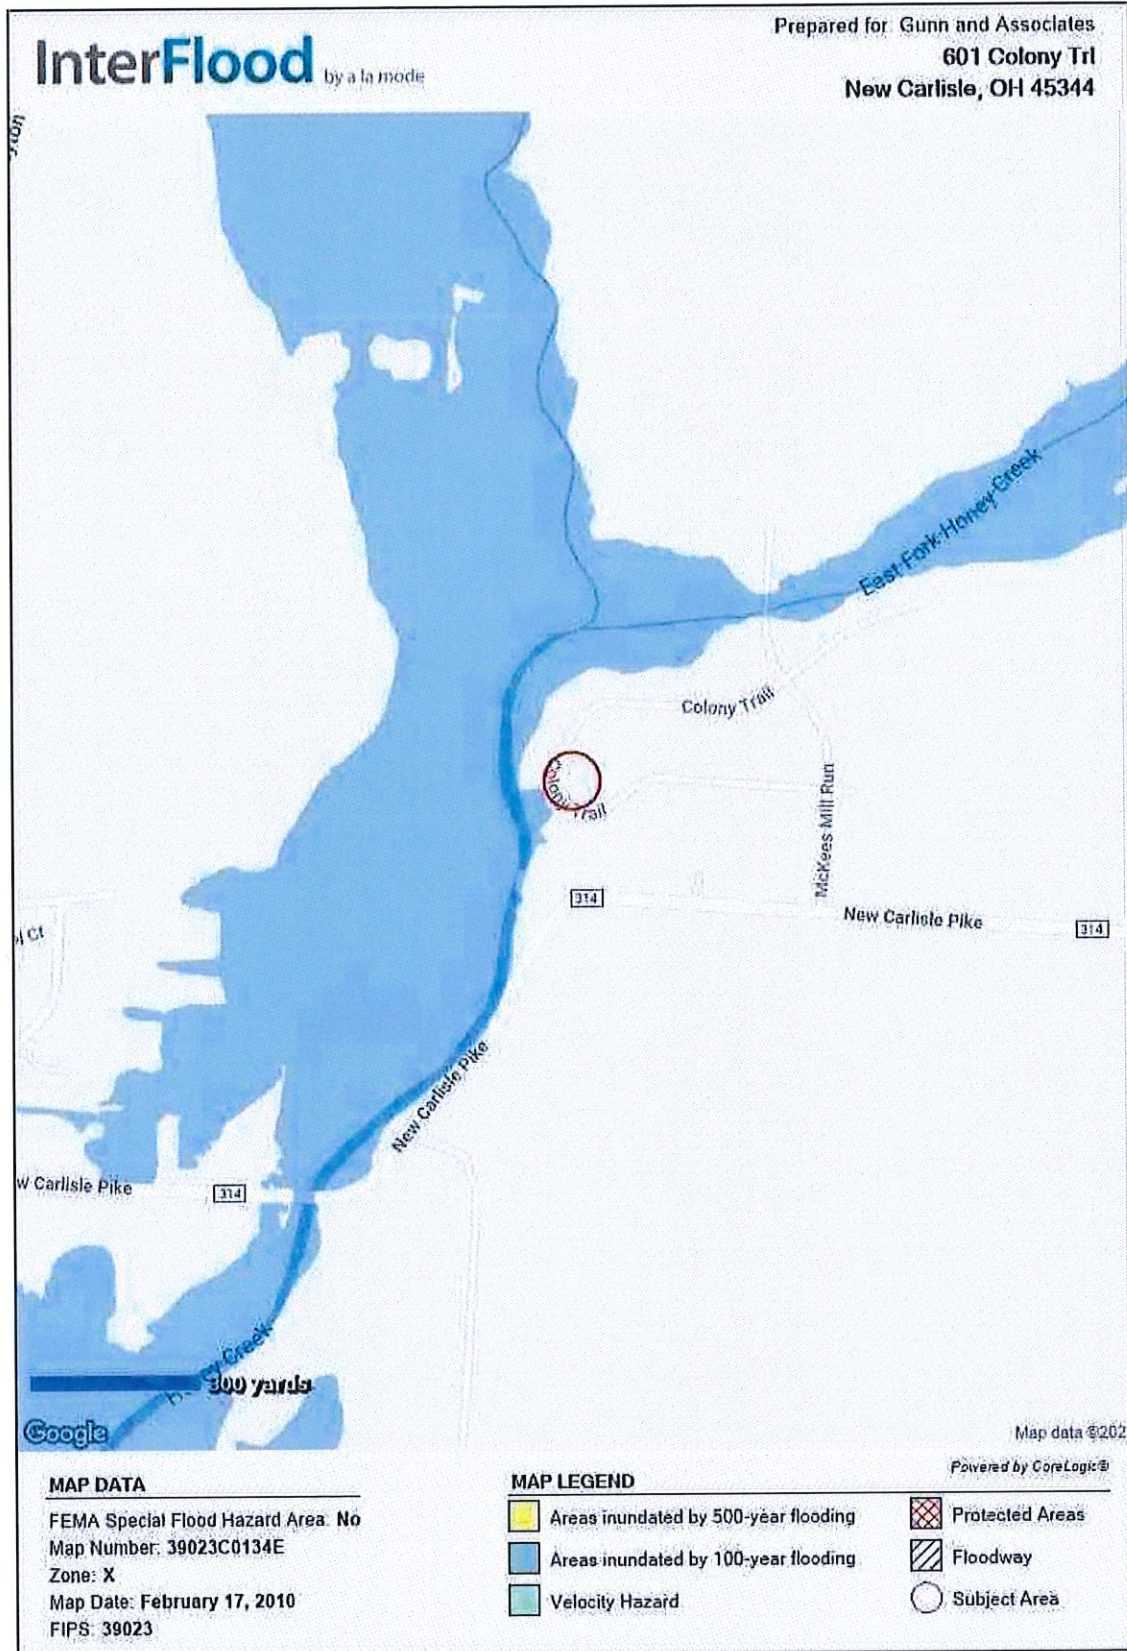 InterFlood by a la mode
Prepared for: Gunn and Associates
601 Colony Trl
New Carlisle, OH 45344
East Fork Honey Creek
Colony Trail
Colony Trail
McKees Mill Run
314
New Carlisle Pike
314
Ct
New Carlisle Pike
w Carlisle Pike
314
Creek
300 yards
Google
Map data ©202
Powered by CoreLogic®
MAP DATA
FEMA Special Flood Hazard Area: No
Map Number: 39023C0134E
Zone: X
Map Date: February 17, 2010
FIPS: 39023
MAP LEGEND
Areas inundated by 500-year flooding
Areas inundated by 100-year flooding
Velocity Hazard
Protected Areas
Floodway
Subject Area